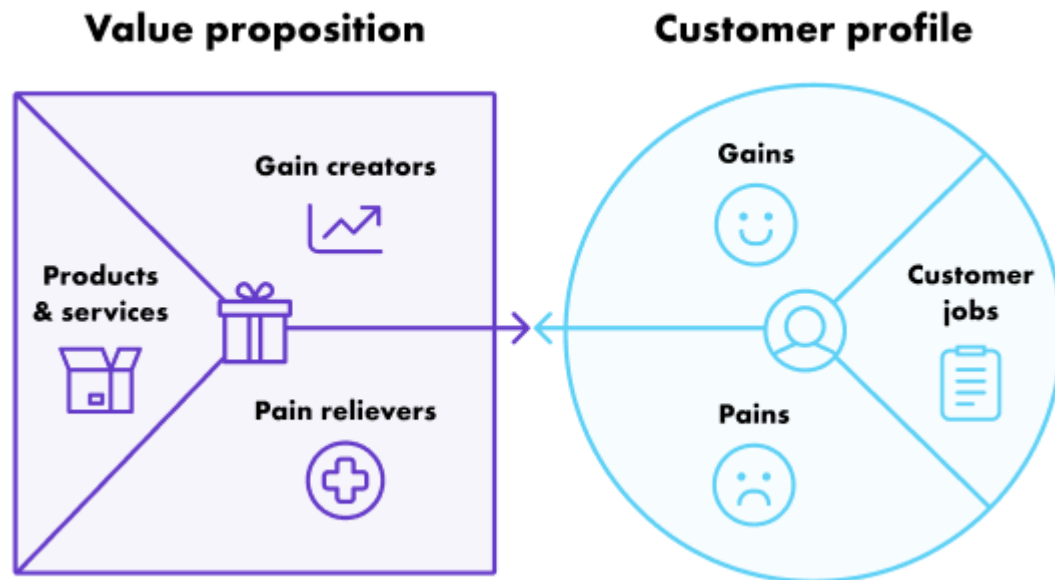 Value proposition
Customer profile
Gain creators
Products
& services
Pain relievers
Gains
Customer
jobs
Pains